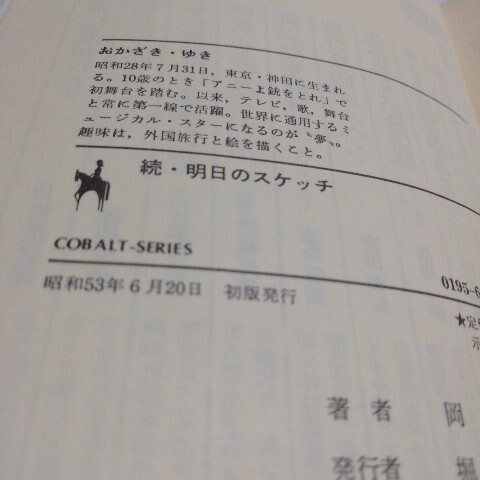 おかざき・ゆき
昭和28年7月31日，東京・神田に生まれ
る。10歳のとき「アニーよ銃をとれ」で
初舞台を踏む。以来，テレビ，歌，舞台
と常に第一線で活躍。世界に通用するミ
ュージカル・スターになるのが〝夢〟。
趣味は，外国旅行と絵を描くこと。
続・明日のスケッチ
COBALT-SERIES
0195-6
昭和53年6月20日 初版発行
★定
著者 岡
発行者 堀